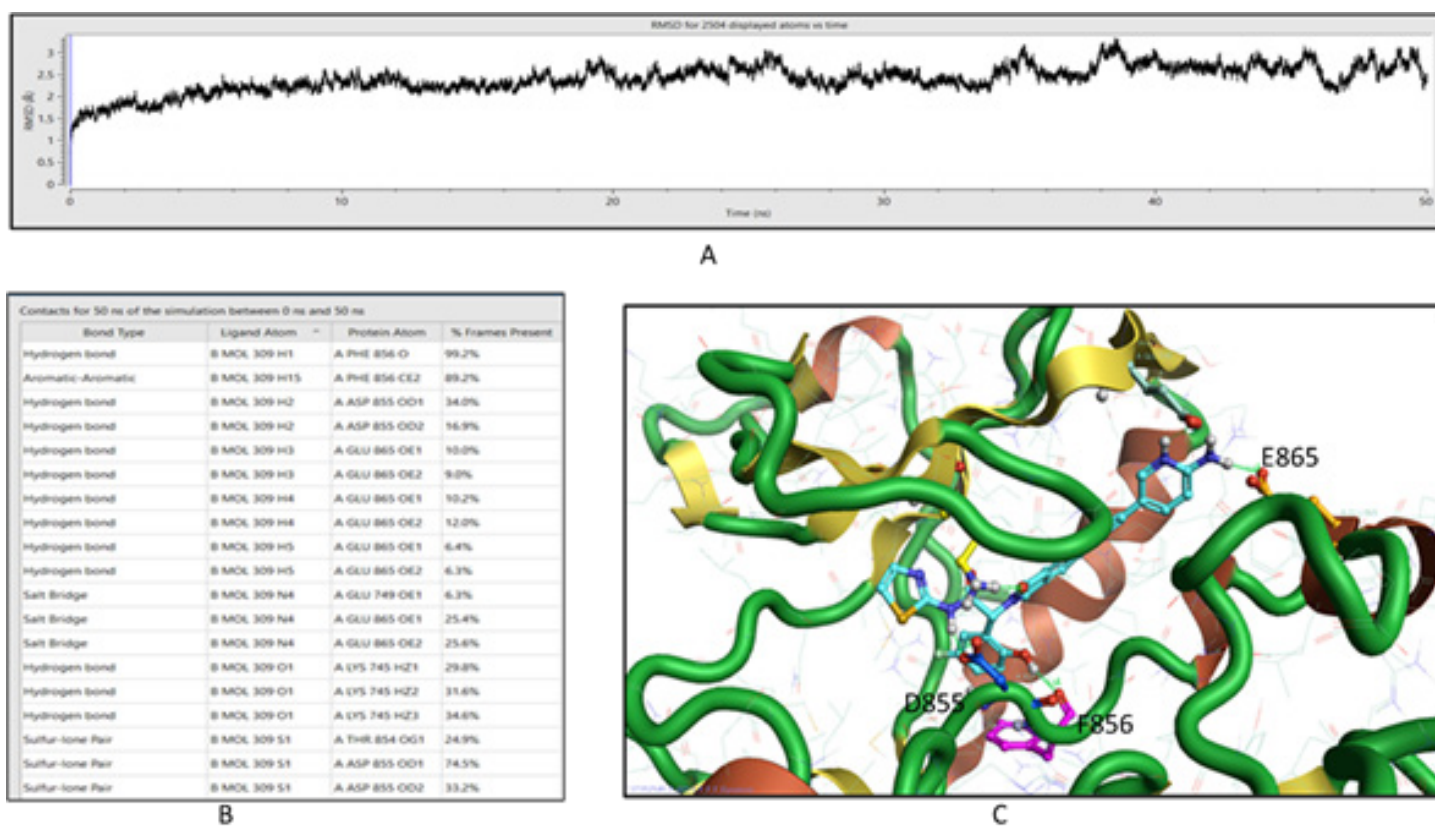 RMSD for 2504 displayed atoms vs time
RMSD (Å)
3
2.5
2
1.5
1
0.5
0
0 10 20 30 40 50
Time (ns)
A
Contacts for 50 ns of the simulation between 0 ns and 50 ns
Bond Type Ligand Atom Protein Atom % Frames Present
Hydrogen bond B MOL 309 H1 A PHE 856 O 99.2%
Aromatic-Aromatic B MOL 309 H15 A PHE 856 CE2 89.2%
Hydrogen bond B MOL 309 H2 A ASP 855 OD1 34.0%
Hydrogen bond B MOL 309 H2 A ASP 855 OD2 16.9%
Hydrogen bond B MOL 309 H3 A GLU 865 OE1 10.0%
Hydrogen bond B MOL 309 H3 A GLU 865 OE2 9.0%
Hydrogen bond B MOL 309 H4 A GLU 865 OE1 10.2%
Hydrogen bond B MOL 309 H4 A GLU 865 OE2 12.0%
Hydrogen bond B MOL 309 H5 A GLU 865 OE1 6.4%
Hydrogen bond B MOL 309 H5 A GLU 865 OE2 6.3%
Salt Bridge B MOL 309 N4 A GLU 749 OE1 6.3%
Salt Bridge B MOL 309 N4 A GLU 865 OE1 25.4%
Salt Bridge B MOL 309 N4 A GLU 865 OE2 25.6%
Hydrogen bond B MOL 309 O1 A LYS 745 HZ1 29.8%
Hydrogen bond B MOL 309 O1 A LYS 745 HZ2 31.6%
Hydrogen bond B MOL 309 O1 A LYS 745 HZ3 34.6%
Sulfur-lone Pair B MOL 309 S1 A THR 854 OG1 24.9%
Sulfur-lone Pair B MOL 309 S1 A ASP 855 OD1 74.5%
Sulfur-lone Pair B MOL 309 S1 A ASP 855 OD2 33.2%
B
E865
D855
F856
C